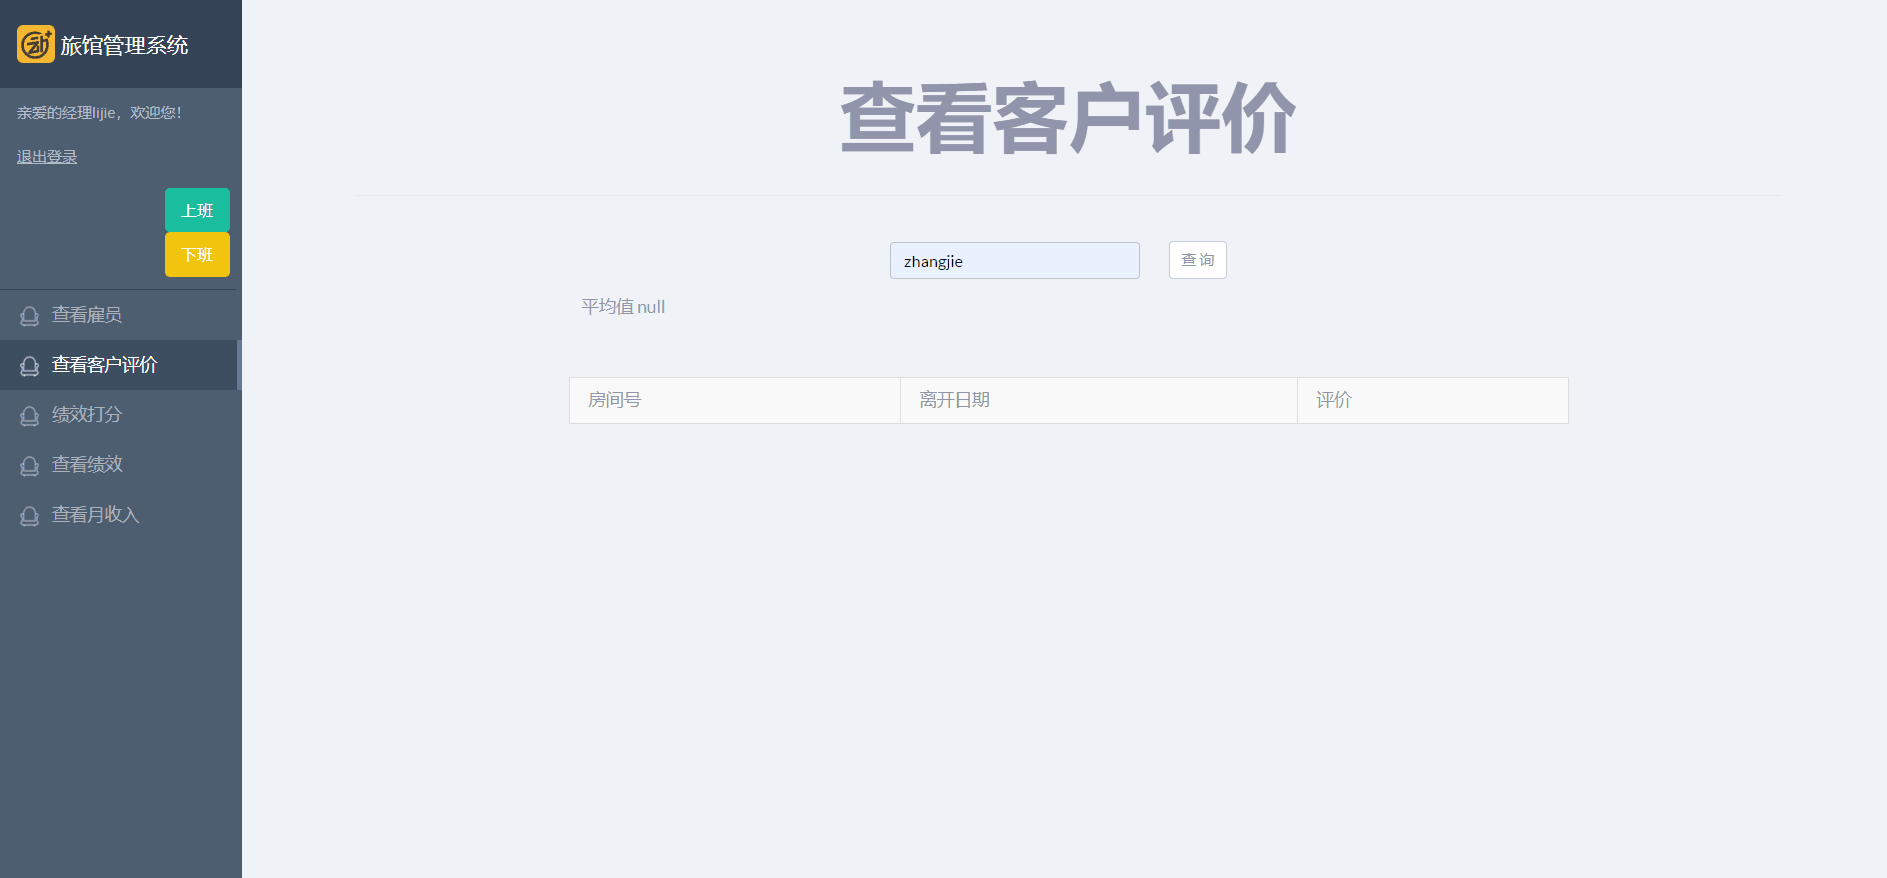 旅馆管理系统
亲爱的经理lijie，欢迎您！
退出登录
上班
下班
查看雇员
查看客户评价
绩效打分
查看绩效
查看月收入
查看客户评价
zhangjie
查 询
平均值 null
房间号 离开日期 评价